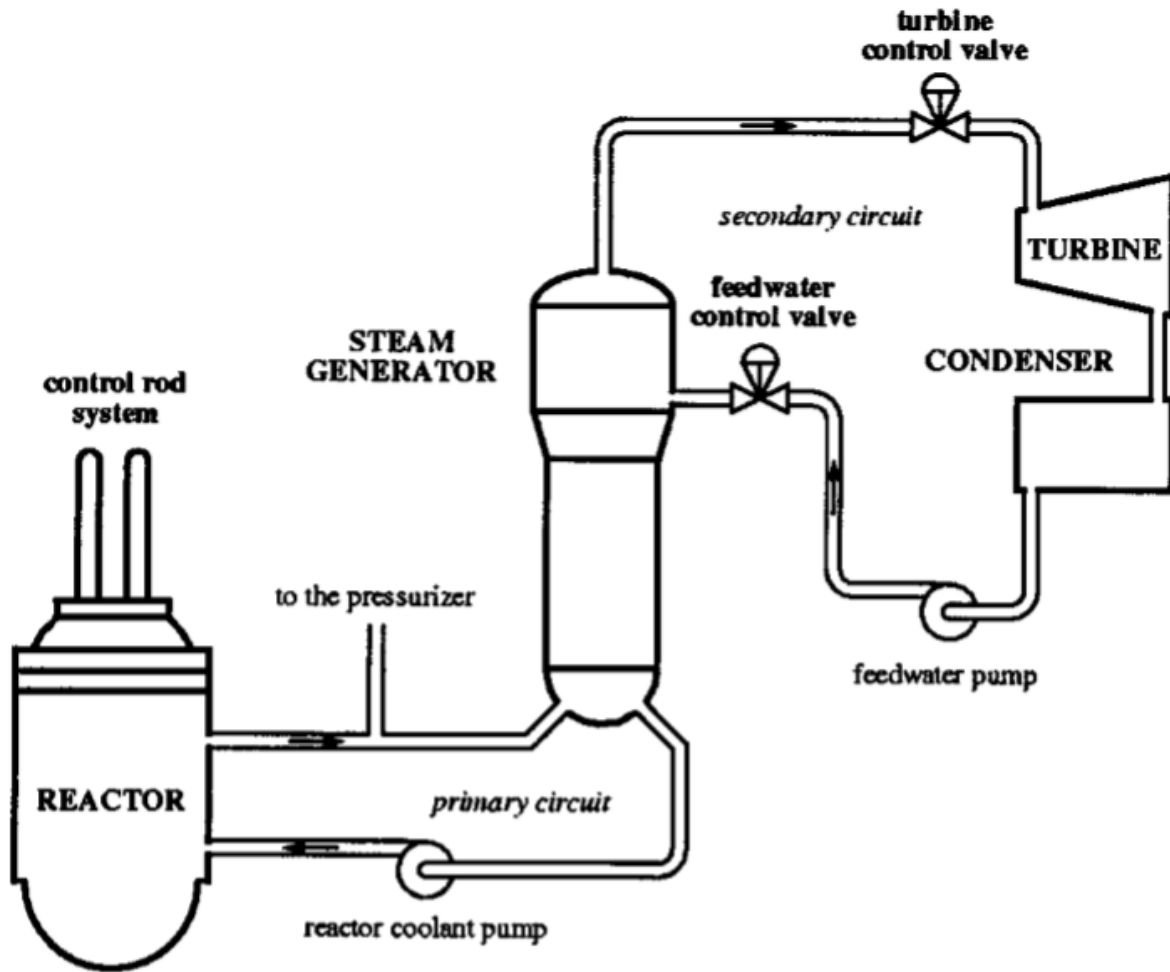 turbine
control valve
secondary circuit
TURBINE
feedwater
control valve
STEAM
GENERATOR
CONDENSER
control rod
system
to the pressurizer
feedwater pump
REACTOR
primary circuit
reactor coolant pump